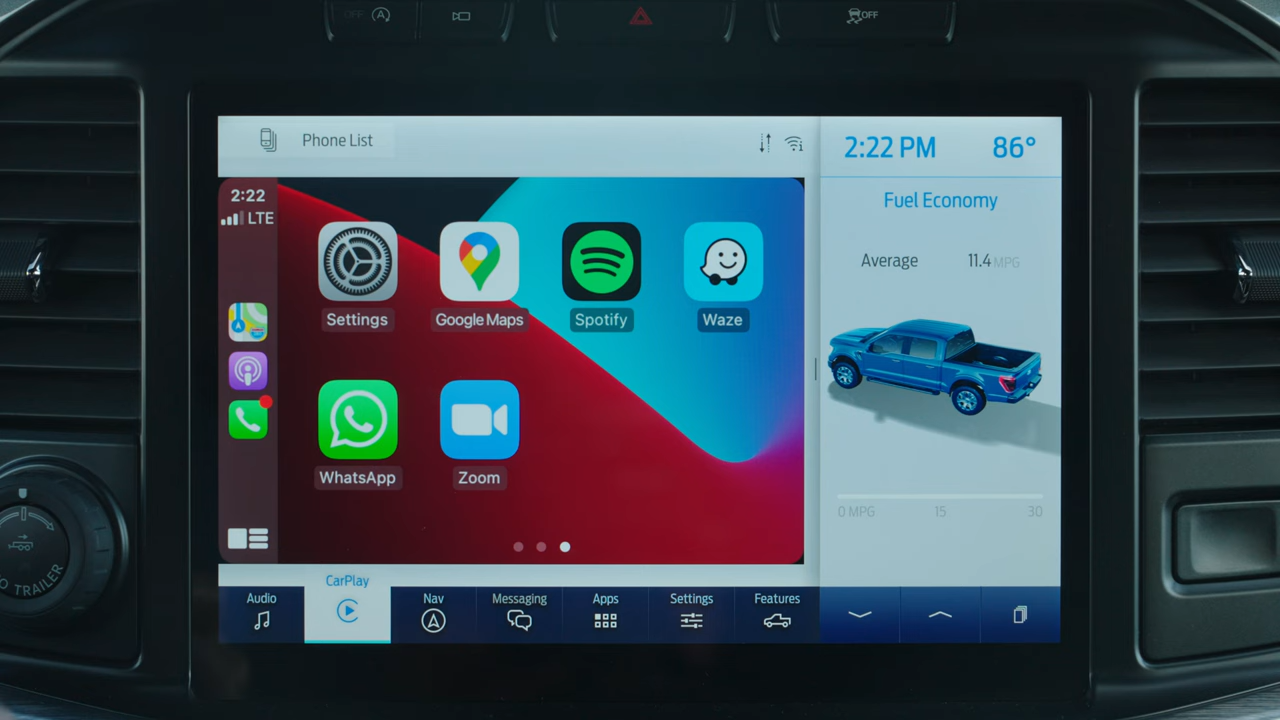 OFF
OFF
Phone List
2:22 PM 86°
2:22
LTE
Fuel Economy
Average 11.4 MPG
Settings Google Maps Spotify Waze
WhatsApp Zoom
0 MPG 15 30
CarPlay
Audio Nav Messaging Apps Settings Features
TRAILER